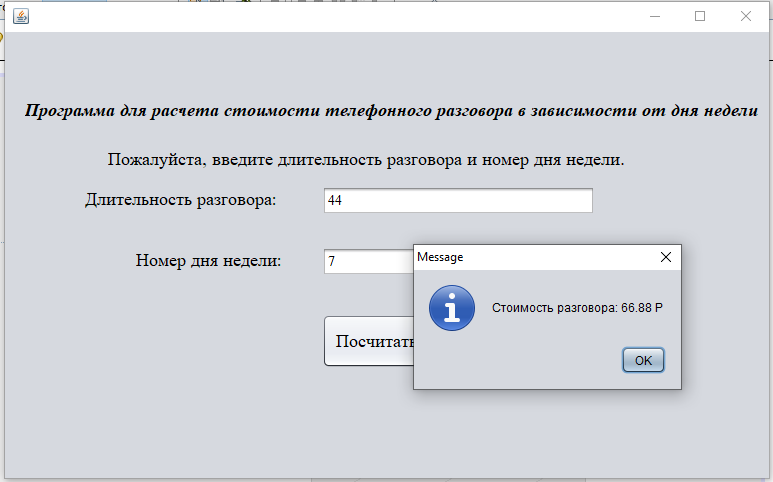 Программа для расчета стоимости телефонного разговора в зависимости от дня недели
Пожалуйста, введите длительность разговора и номер дня недели.
Длительность разговора:
44
Номер дня недели:
7
Посчитать
Message
Стоимость разговора: 66.88 Р
OK